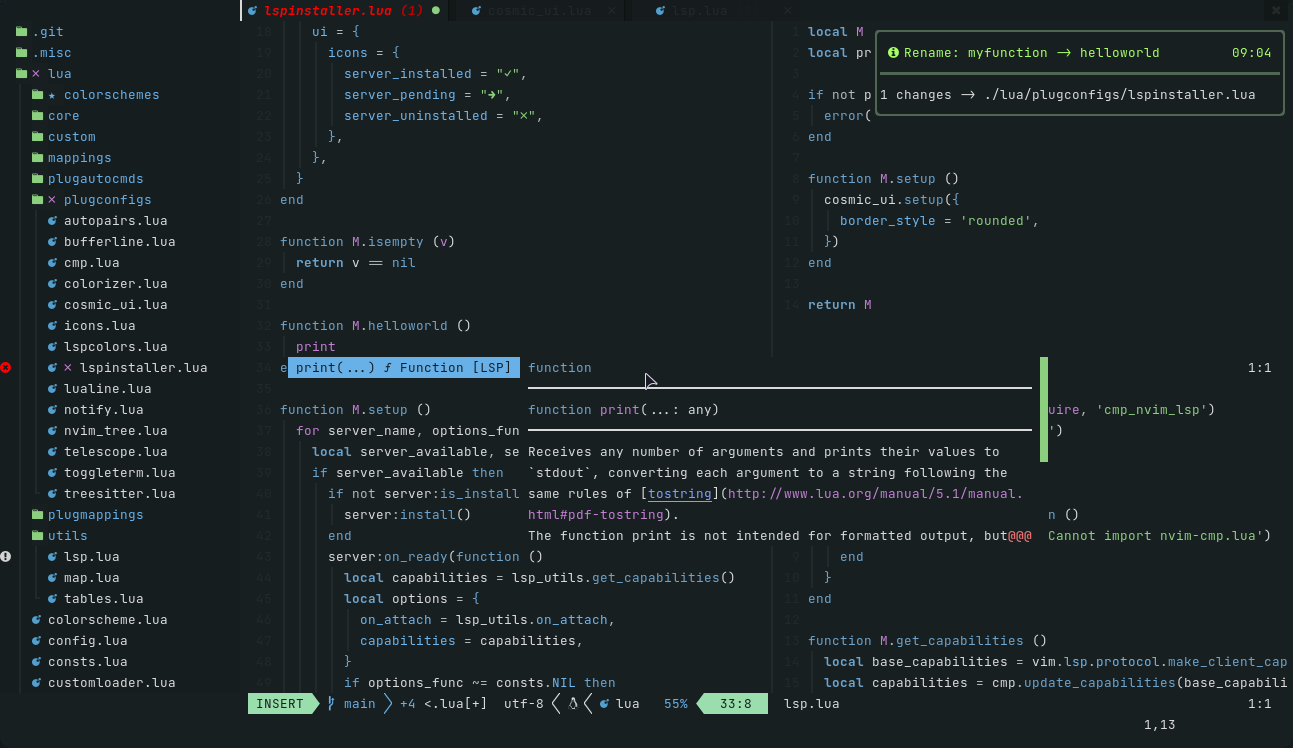 lspinstaller.lua (1) ● cosmic_ui.lua × lsp.lua ×
.git
.misc
× lua
★ colorschemes
core
custom
mappings
plugautocmds
× plugconfigs
autopairs.lua
bufferline.lua
cmp.lua
colorizer.lua
cosmic_ui.lua
icons.lua
lspcolors.lua
× lspinstaller.lua
lualine.lua
notify.lua
nvim_tree.lua
telescope.lua
toggleterm.lua
treesitter.lua
plugmappings
utils
lsp.lua
map.lua
tables.lua
colorscheme.lua
config.lua
consts.lua
customloader.lua
18 ui = {
19 icons = {
20 server_installed = "✓",
21 server_pending = "➜",
22 server_uninstalled = "✗",
23 },
24 },
25 }
26 end
27
28 function M.isempty (v)
29 return v == nil
30 end
31
32 function M.helloworld ()
33 print
34 e
35
36 function M.setup ()
37 for server_name, options_fun
38 local server_available, se
39 if server_available then
40 if not server:is_install
41 server:install()
42 end
43 server:on_ready(function ()
44 local capabilities = lsp_utils.get_capabilities()
45 local options = {
46 on_attach = lsp_utils.on_attach,
47 capabilities = capabilities,
48 }
49 if options_func ~= consts.NIL then
print(...) ƒ Function [LSP]
function
function print(...: any)
Receives any number of arguments and prints their values to
`stdout`, converting each argument to a string following the
same rules of [tostring](http://www.lua.org/manual/5.1/manual.
html#pdf-tostring).
The function print is not intended for formatted output, but@@@
1 local M
2 local pr
3
4 if not p
5 error(
6 end
7
8 function M.setup ()
9 cosmic_ui.setup({
10 border_style = 'rounded',
11 })
12 end
13
14 return M
Rename: myfunction → helloworld 09:04
1 changes → ./lua/plugconfigs/lspinstaller.lua
1:1
uire, 'cmp_nvim_lsp')
')
n ()
Cannot import nvim-cmp.lua')
9 end
10 }
11 end
12
13 function M.get_capabilities ()
14 local base_capabilities = vim.lsp.protocol.make_client_cap
15 local capabilities = cmp.update_capabilities(base_capabili
INSERT main +4 <.lua[+] utf-8 lua 55% 33:8
lsp.lua 1:1
1,13